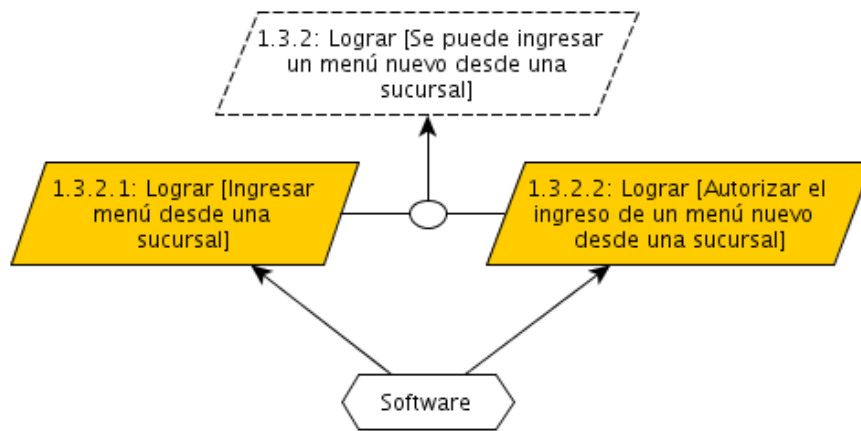 1.3.2: Lograr [Se puede ingresar
un menú nuevo desde una
sucursal]
1.3.2.1: Lograr [Ingresar
menú desde una
sucursal]
1.3.2.2: Lograr [Autorizar el
ingreso de un menú nuevo
desde una sucursal]
Software